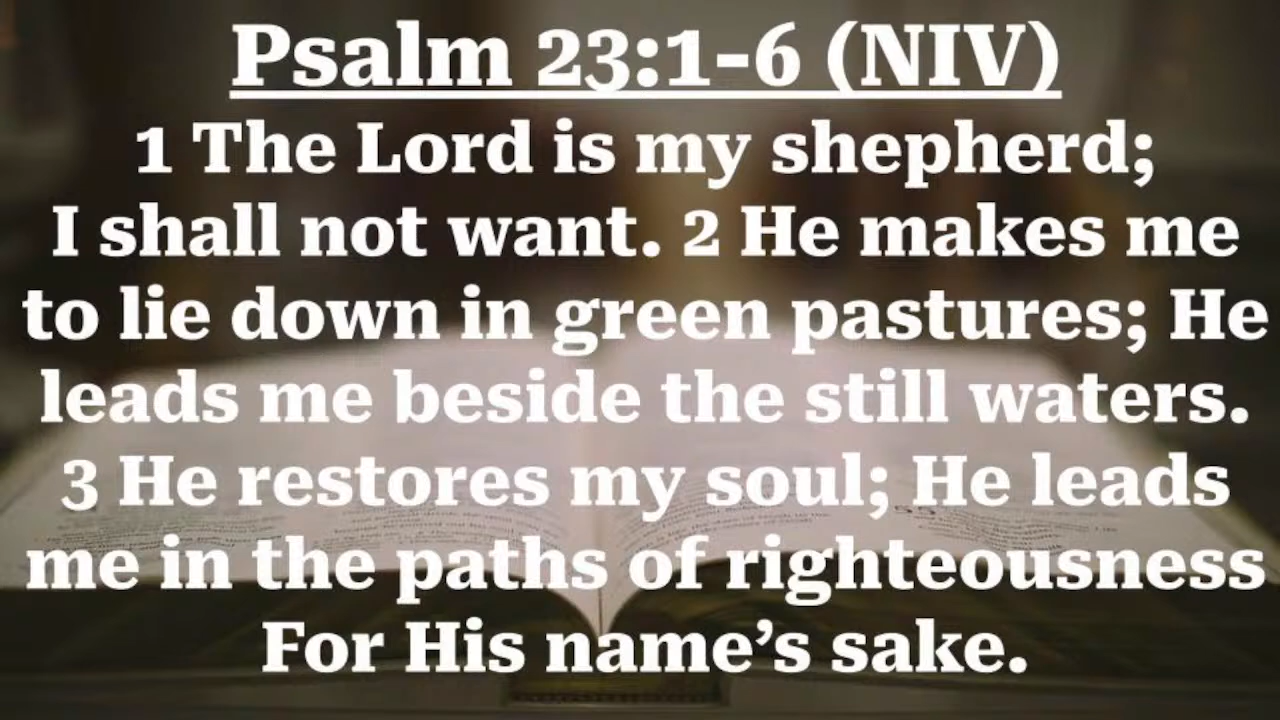 Psalm 23:1-6 (NIV)
1 The Lord is my shepherd;
I shall not want. 2 He makes me
to lie down in green pastures; He
leads me beside the still waters.
3 He restores my soul; He leads
me in the paths of righteousness
For His name’s sake.